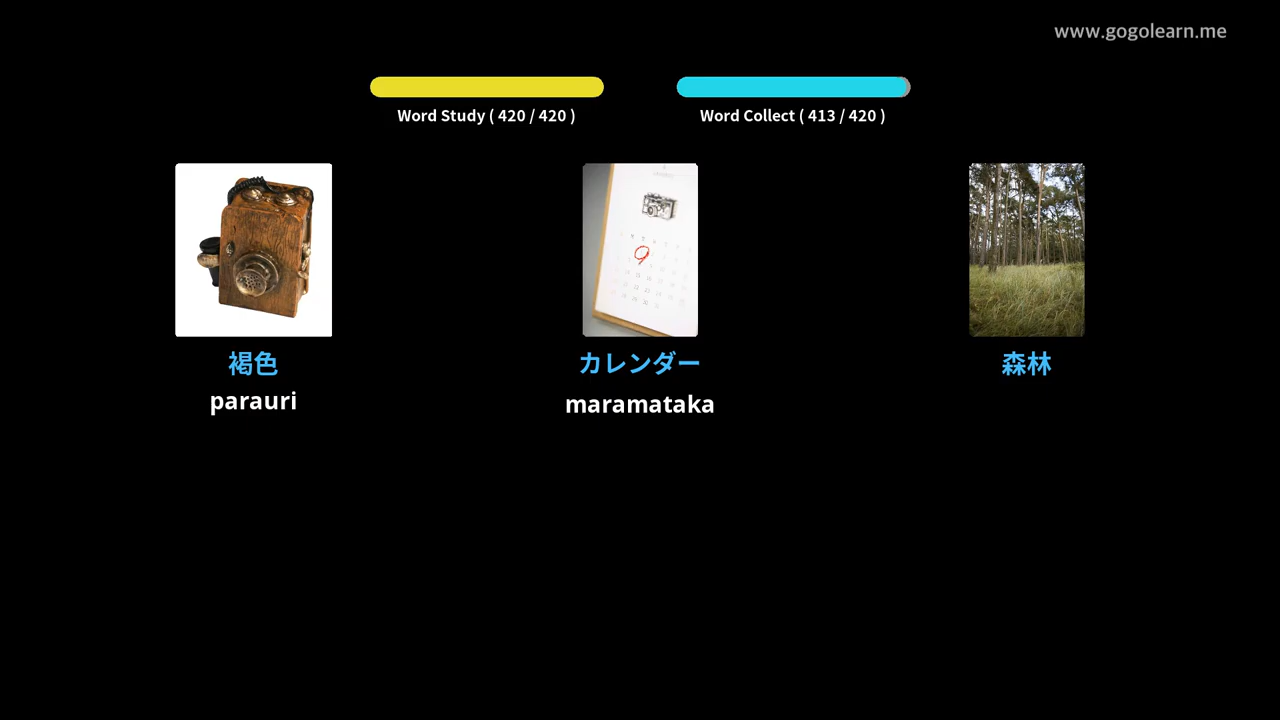 www.gogolearn.me
Word Study ( 420 / 420 )
Word Collect ( 413 / 420 )
褐色
parauri
カレンダー
maramataka
森林